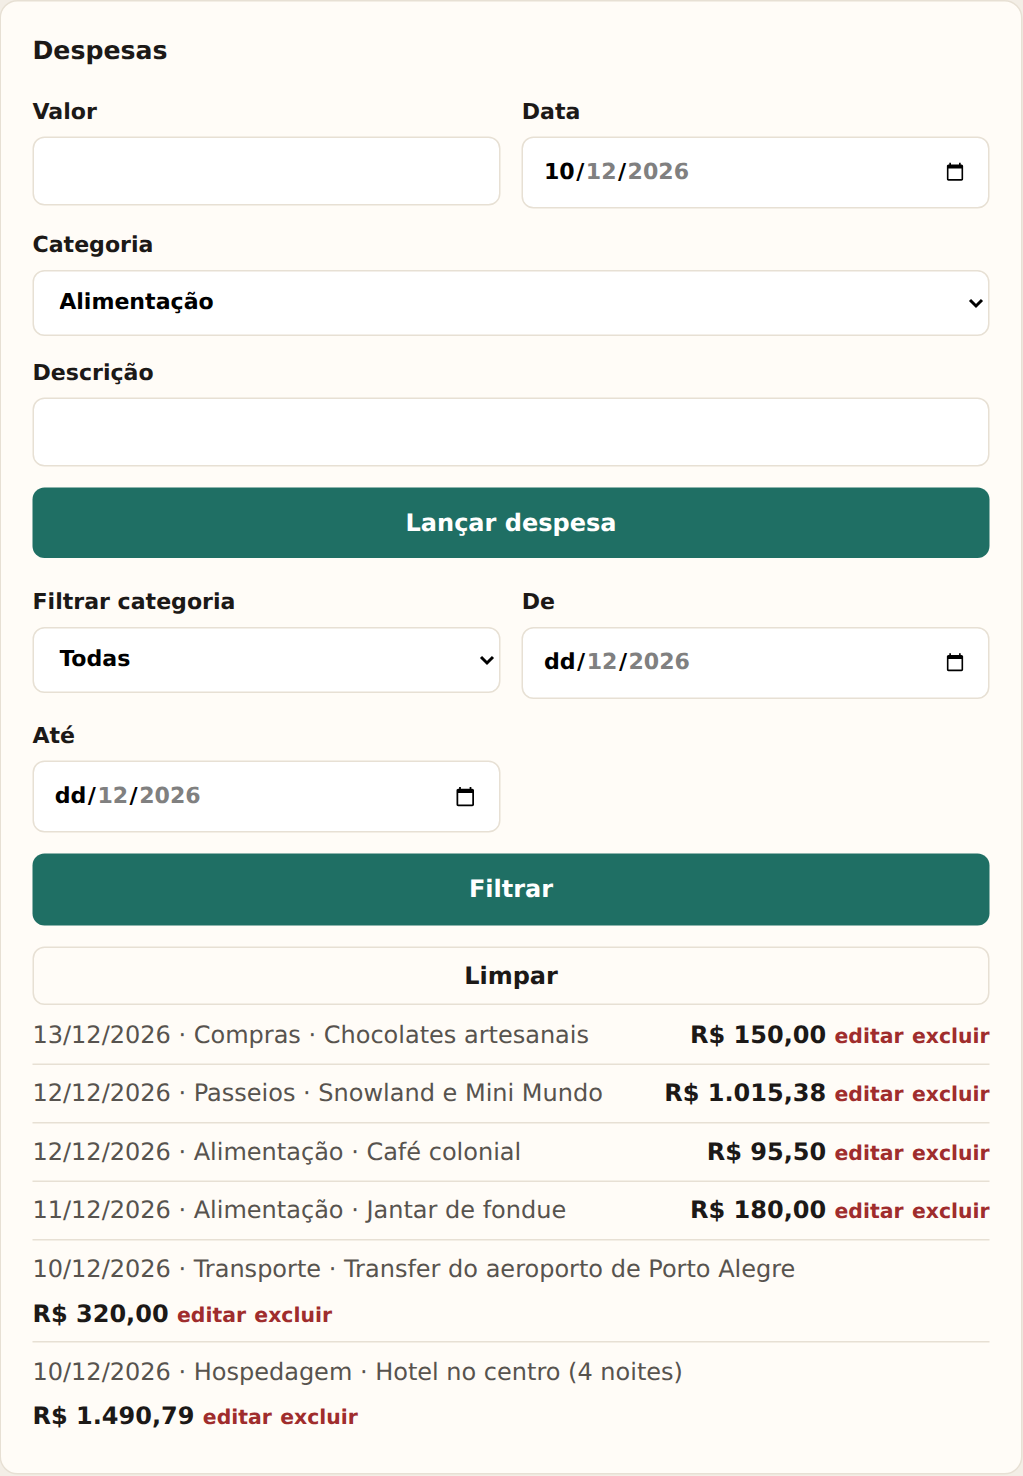 Despesas
Valor
Data
10/12/2026
Categoria
Alimentação
Descrição
Lançar despesa
Filtrar categoria
De
Todas
dd/12/2026
Até
dd/12/2026
Filtrar
Limpar
13/12/2026 · Compras · Chocolates artesanais R$ 150,00 editar excluir
12/12/2026 · Passeios · Snowland e Mini Mundo R$ 1.015,38 editar excluir
12/12/2026 · Alimentação · Café colonial R$ 95,50 editar excluir
11/12/2026 · Alimentação · Jantar de fondue R$ 180,00 editar excluir
10/12/2026 · Transporte · Transfer do aeroporto de Porto Alegre
R$ 320,00 editar excluir
10/12/2026 · Hospedagem · Hotel no centro (4 noites)
R$ 1.490,79 editar excluir